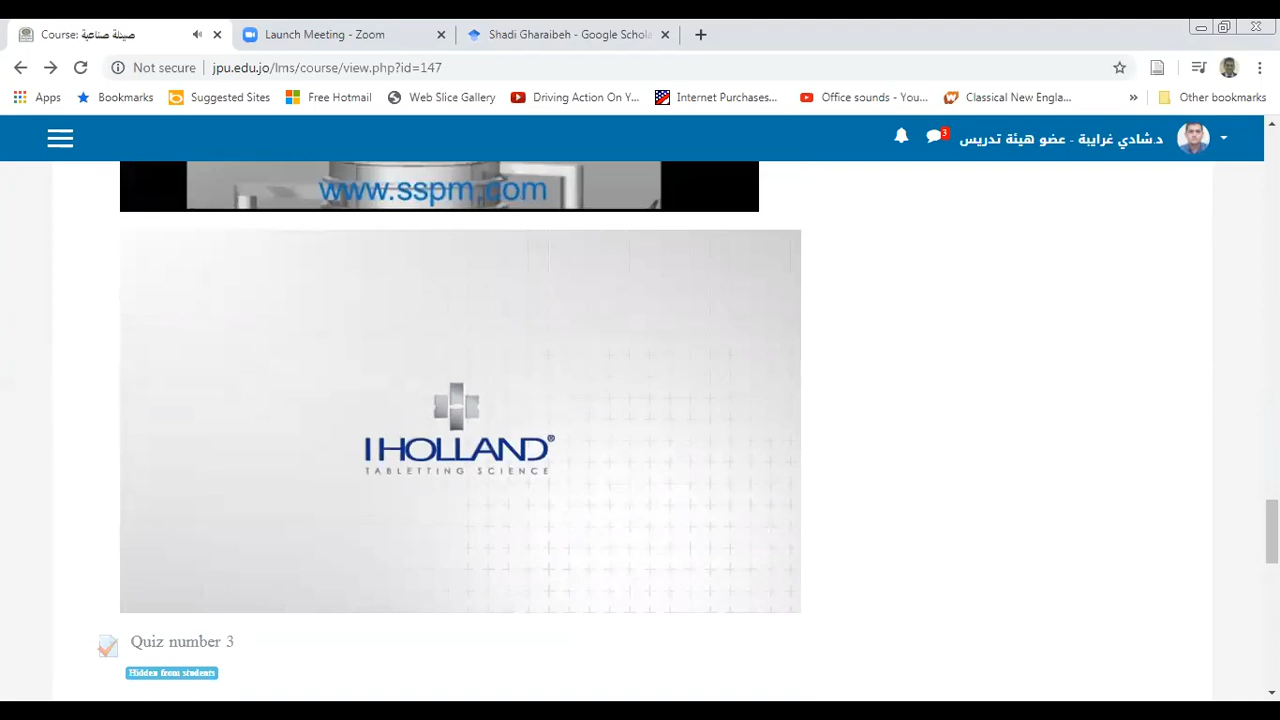 Course: صيدلة صناعية
Launch Meeting - Zoom
Shadi Gharaibeh - Google Schola
Not secure
jpu.edu.jo/lms/course/view.php?id=147
Apps
Bookmarks
Suggested Sites
Free Hotmail
Web Slice Gallery
Driving Action On Y...
Internet Purchases...
Office sounds - You...
Classical New Engla...
»
Other bookmarks
3
د.شادي غرايبة - عضو هيئة تدريس
www.sspm.com
I HOLLAND®
TABLETTING SCIENCE
Quiz number 3
Hidden from students